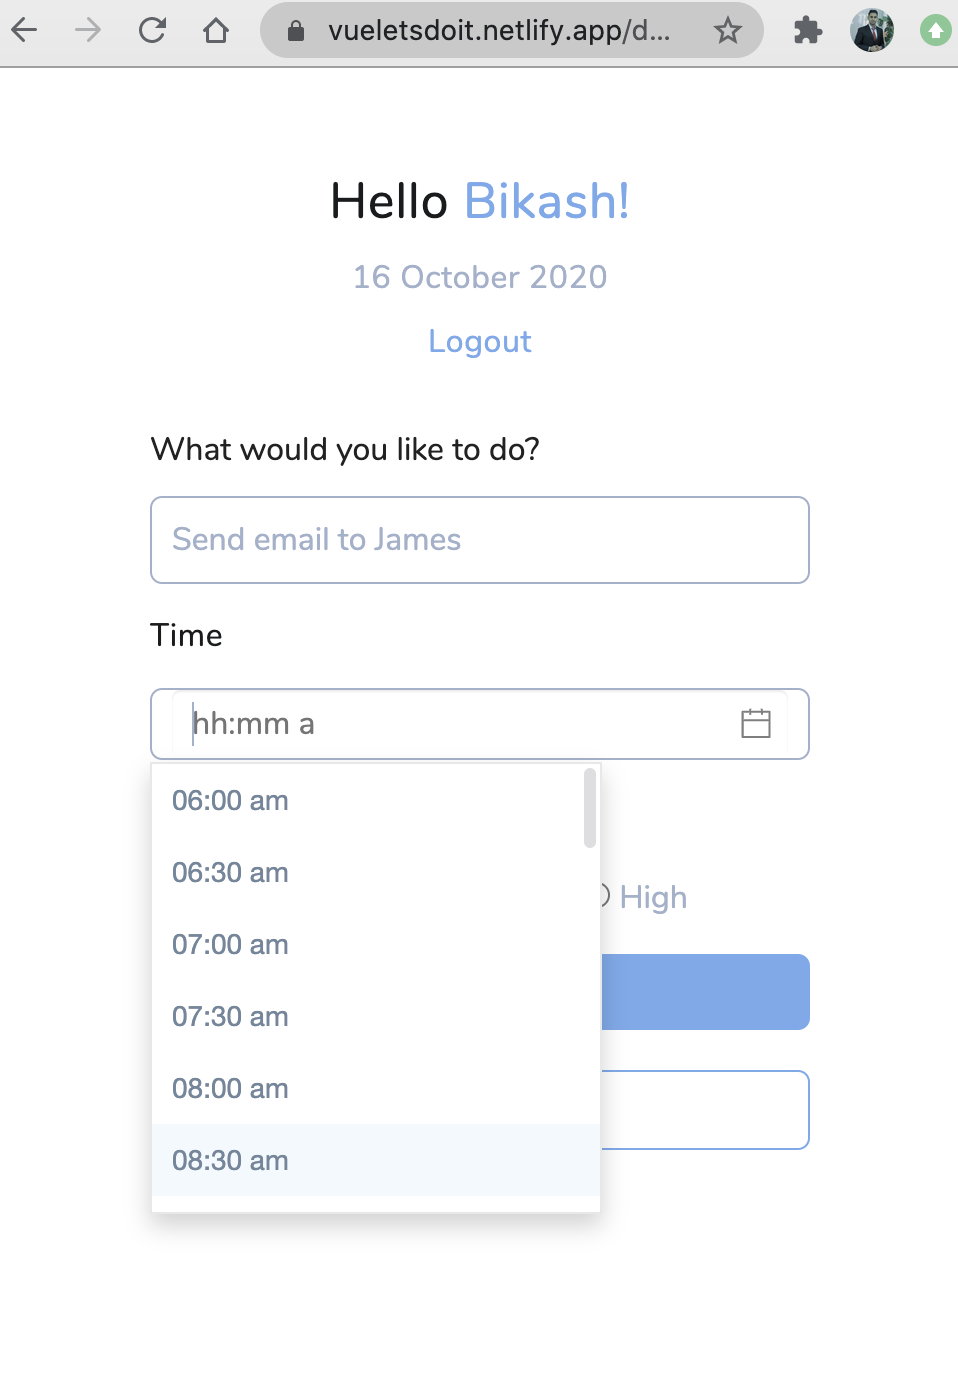 vueletsdoit.netlify.app/d...
Hello Bikash!
16 October 2020
Logout
What would you like to do?
Send email to James
Time
hh:mm a
06:00 am
06:30 am
07:00 am
High
07:30 am
08:00 am
08:30 am